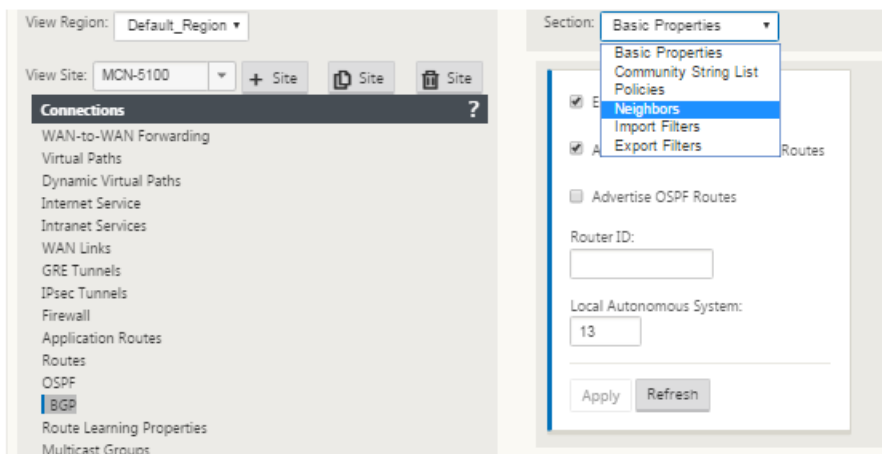 View Region: Default_Region
View Site: MCN-5100 + Site Site Site
Connections ?
WAN-to-WAN Forwarding
Virtual Paths
Dynamic Virtual Paths
Internet Service
Intranet Services
WAN Links
GRE Tunnels
IPsec Tunnels
Firewall
Application Routes
Routes
OSPF
BGP
Route Learning Properties
Multicast Groups
Section: Basic Properties
Basic Properties
Community String List
Policies
Neighbors
Import Filters
Export Filters
E
A Routes
Advertise OSPF Routes
Router ID:
Local Autonomous System:
13
Apply Refresh